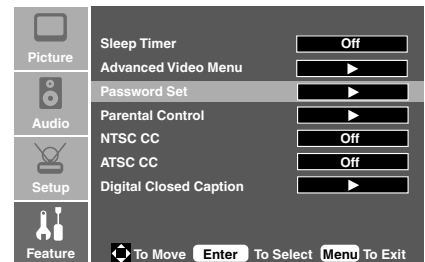 Picture
Audio
Setup
Feature
Sleep Timer Off
Advanced Video Menu
Password Set
Parental Control
NTSC CC Off
ATSC CC Off
Digital Closed Caption
To Move Enter To Select Menu To Exit